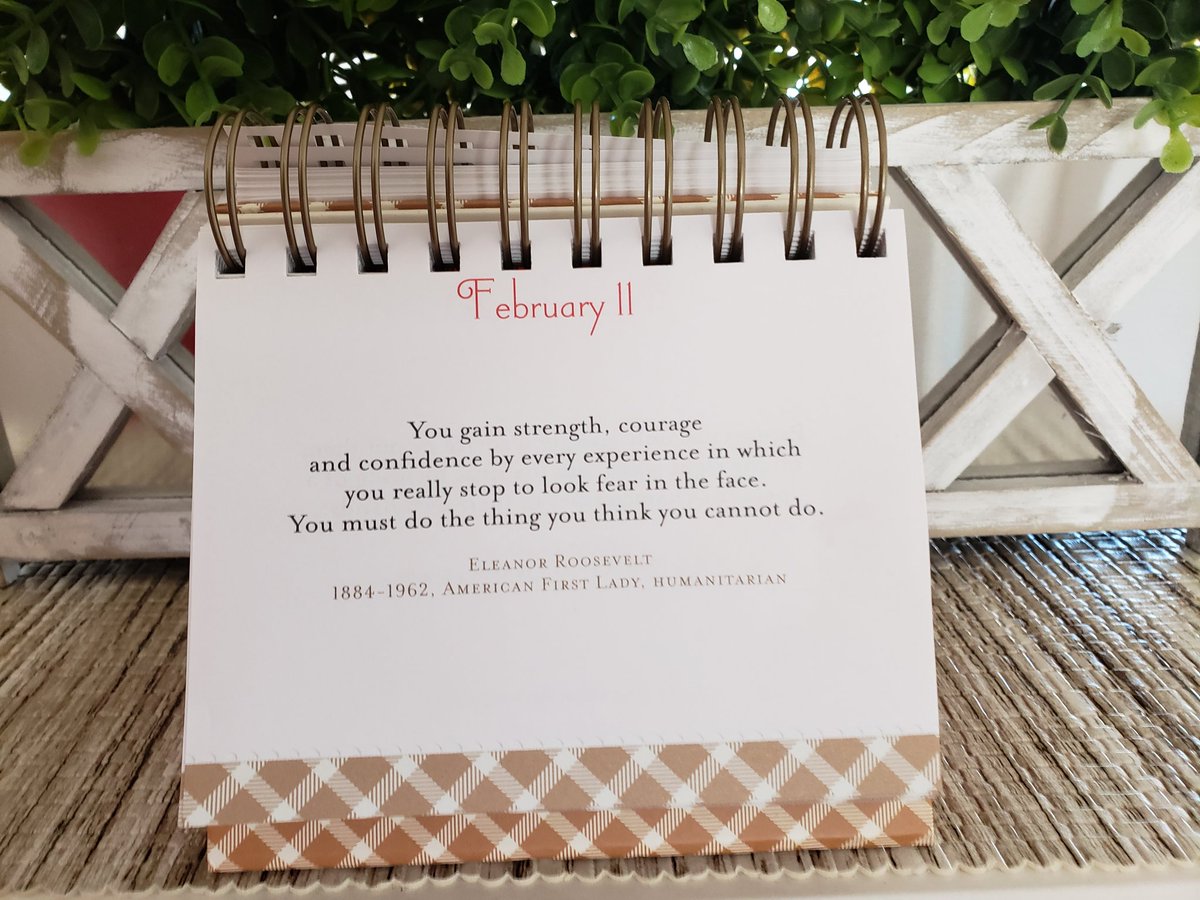 February 11
You gain strength, courage
and confidence by every experience in which
you really stop to look fear in the face.
You must do the thing you think you cannot do.
Eleanor Roosevelt
1884–1962, American First Lady, humanitarian